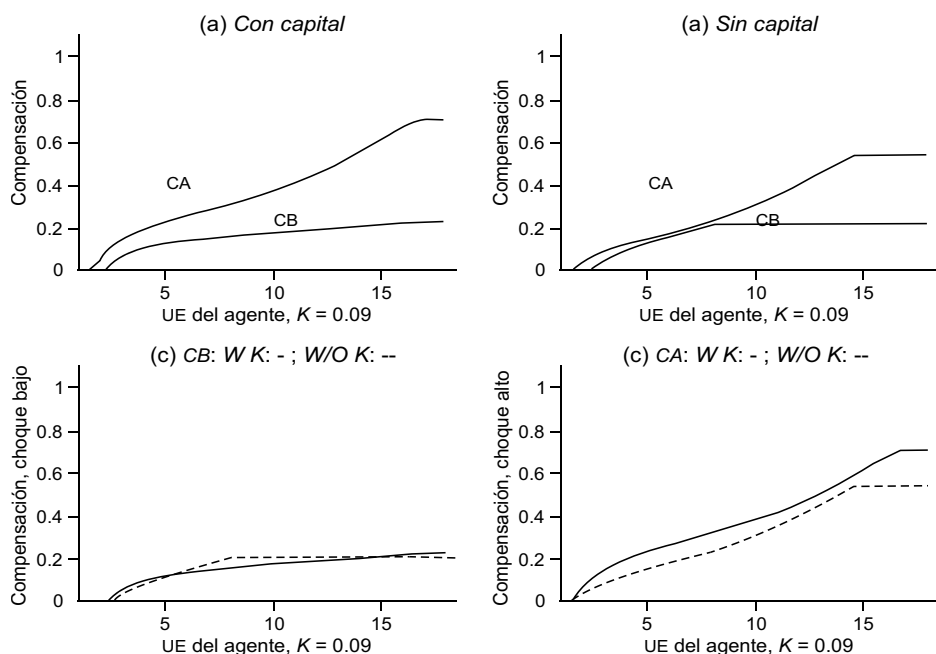 (a) Con capital
Compensación
1
0.8
0.6
0.4
0.2
0
CA
CB
5
10
15
UE del agente, K = 0.09
(a) Sin capital
Compensación
1
0.8
0.6
0.4
0.2
0
CA
CB
5
10
15
UE del agente, K = 0.09
(c) CB: W K: - ; W/O K: --
Compensación, choque bajo
1
0.8
0.6
0.4
0.2
0
5
10
15
UE del agente, K = 0.09
(c) CA: W K: - ; W/O K: --
Compensación, choque alto
1
0.8
0.6
0.4
0.2
0
5
10
15
UE del agente, K = 0.09